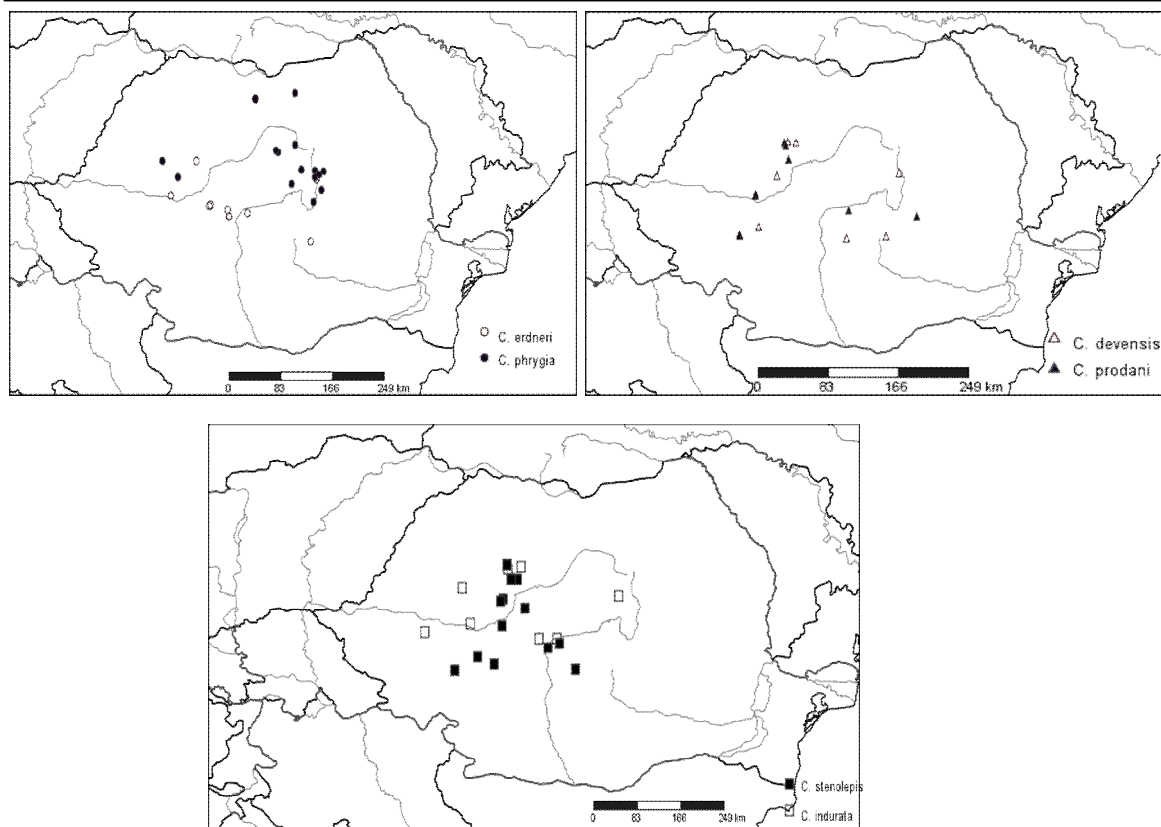 C. erdneri
C. phrygia
0 83 166 249 km
C. devensis
C. prodani
0 83 166 249 km
C. stenolepis
C. indurata
0 83 166 249 km